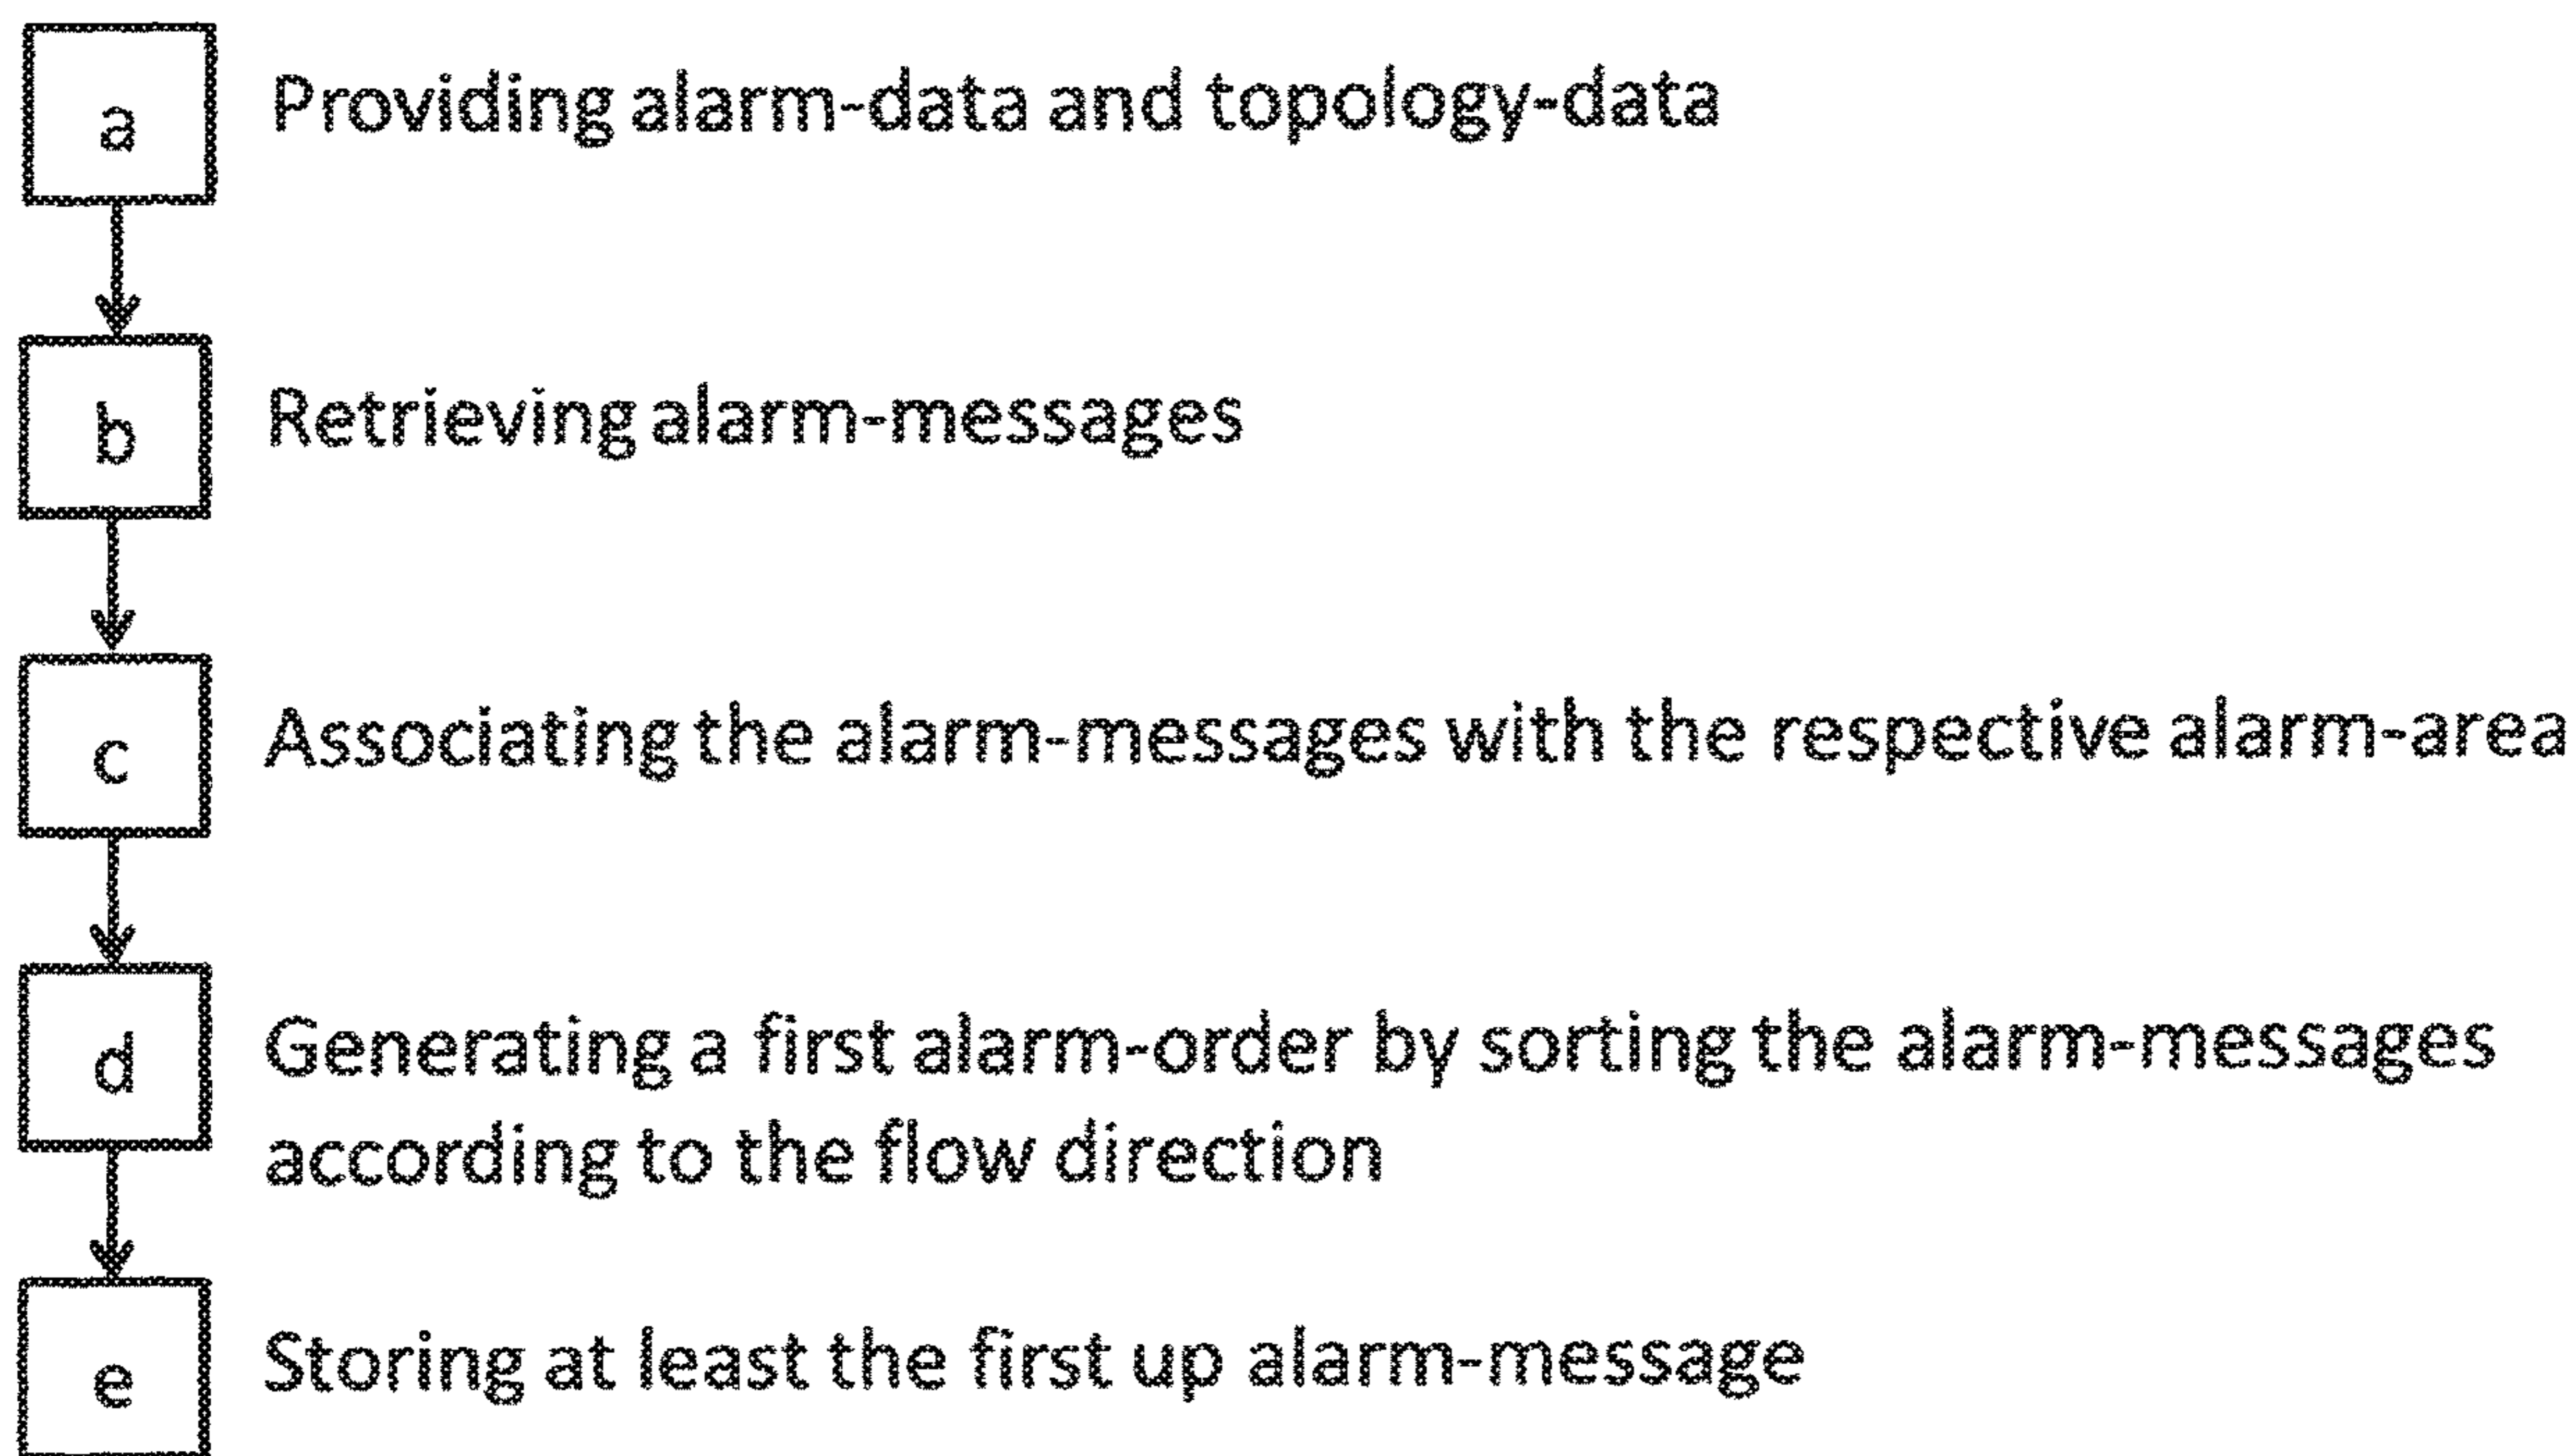 a Providing alarm-data and topology-data
b Retrieving alarm-messages
c Associating the alarm-messages with the respective alarm-area
d Generating a first alarm-order by sorting the alarm-messages
according to the flow direction
e Storing at least the first up alarm-message